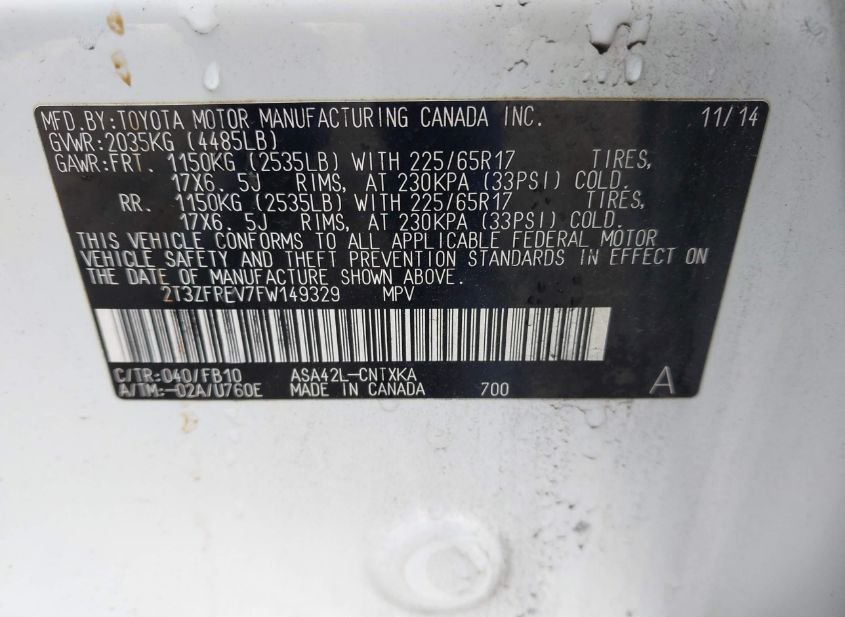 MFD.BY:TOYOTA MOTOR MANUFACTURING CANADA INC. 11/14
GVWR:2035KG (4485LB)
GAWR:FRT. 1150KG (2535LB) WITH 225/65R17 TIRES,
17X6. 5J RIMS, AT 230KPA (33PSI) COLD.
RR. 1150KG (2535LB) WITH 225/65R17 TIRES,
17X6. 5J RIMS, AT 230KPA (33PSI) COLD.
THIS VEHICLE CONFORMS TO ALL APPLICABLE FEDERAL MOTOR
VEHICLE SAFETY AND THEFT PREVENTION STANDARDS IN EFFECT ON
THE DATE OF MANUFACTURE SHOWN ABOVE.
2T3ZFREV7FW149329 MPV
C/TR:040/FB10 ASA42L-CNTXKA
A/TM:-02A/U760E MADE IN CANADA 700 A